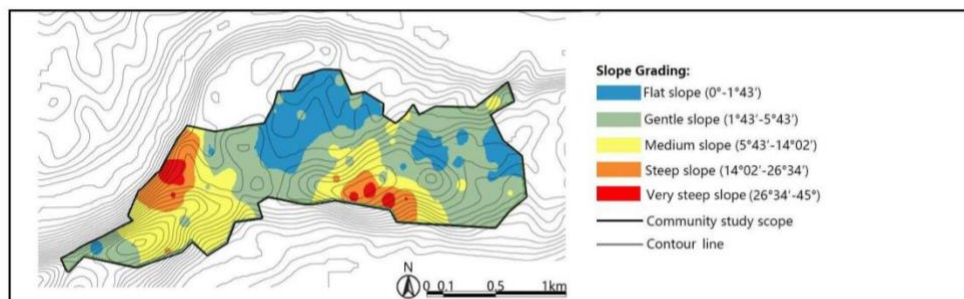 Slope Grading:
Flat slope (0°-1°43′)
Gentle slope (1°43′-5°43′)
Medium slope (5°43′-14°02′)
Steep slope (14°02′-26°34′)
Very steep slope (26°34′-45°)
Community study scope
Contour line
N
0 0.1 0.5 1km